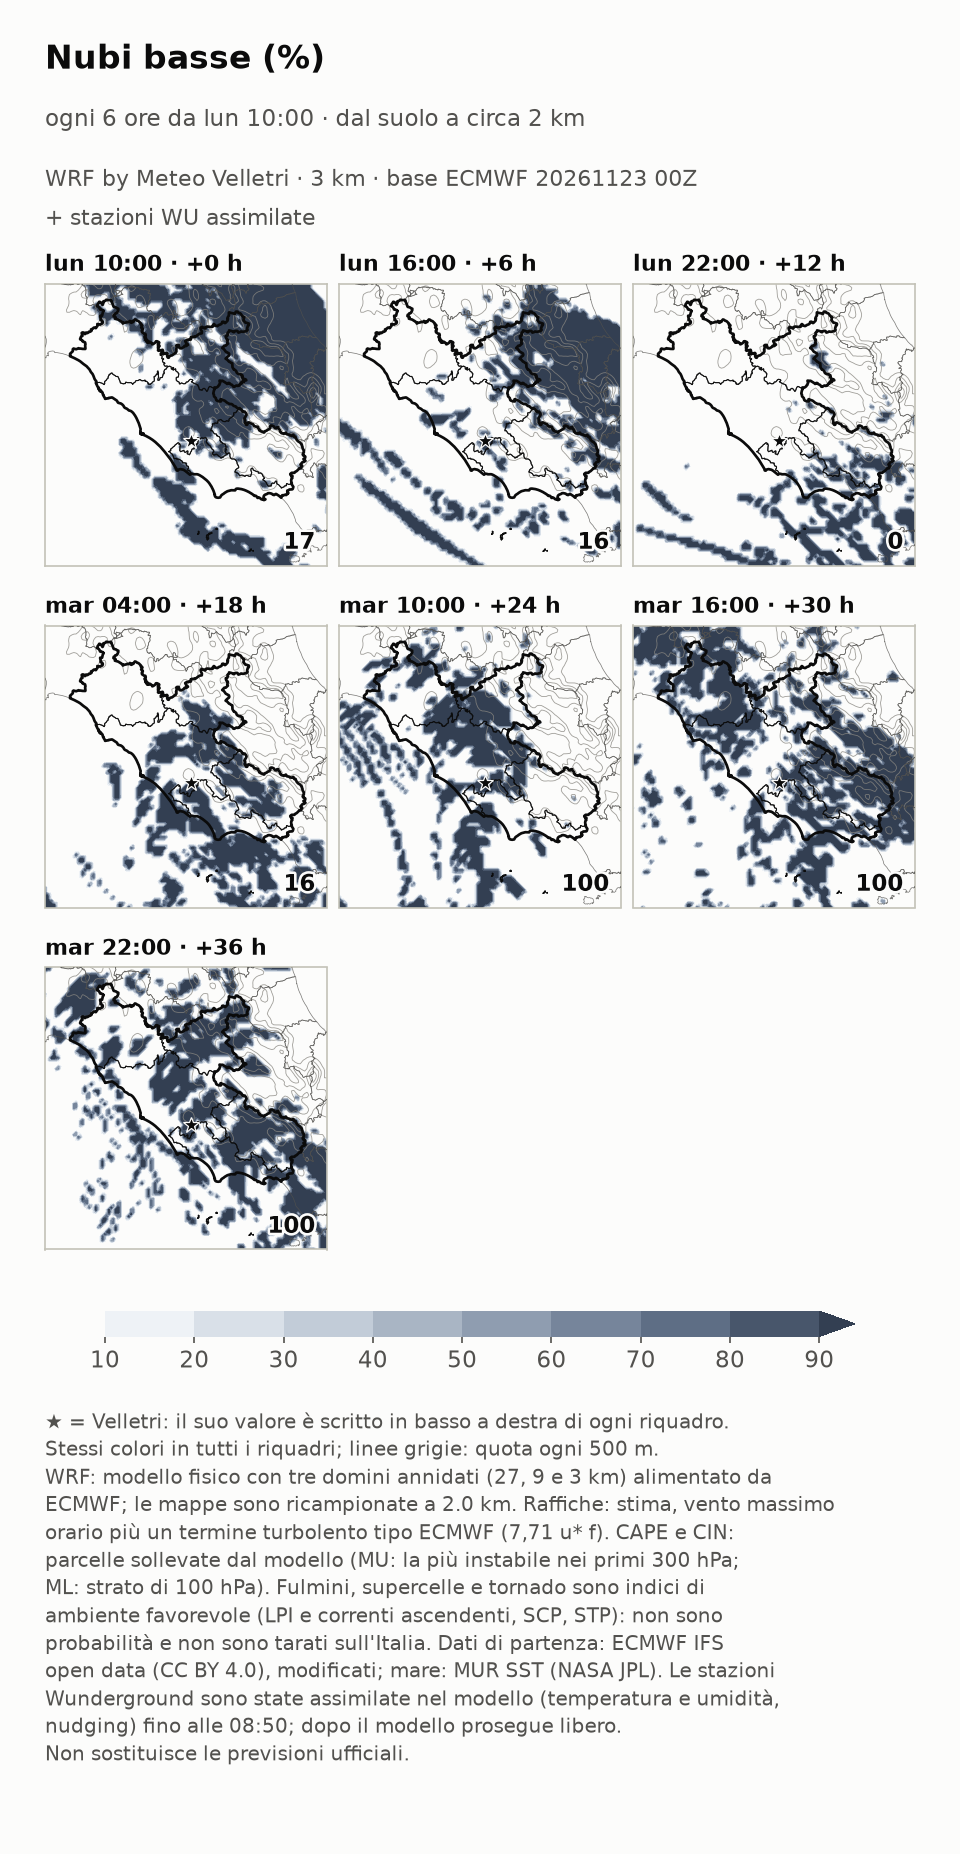 Nubi basse (%)
ogni 6 ore da lun 10:00 · dal suolo a circa 2 km
WRF by Meteo Velletri · 3 km · base ECMWF 20261123 00Z
+ stazioni WU assimilate
lun 10:00 · +0 h
lun 16:00 · +6 h
lun 22:00 · +12 h
17
16
0
mar 04:00 · +18 h
mar 10:00 · +24 h
mar 16:00 · +30 h
16
100
100
mar 22:00 · +36 h
100
10 20 30 40 50 60 70 80 90
★ = Velletri: il suo valore è scritto in basso a destra di ogni riquadro.
Stessi colori in tutti i riquadri; linee grigie: quota ogni 500 m.
WRF: modello fisico con tre domini annidati (27, 9 e 3 km) alimentato da
ECMWF; le mappe sono ricampionate a 2.0 km. Raffiche: stima, vento massimo
orario più un termine turbolento tipo ECMWF (7,71 u* f). CAPE e CIN:
parcelle sollevate dal modello (MU: la più instabile nei primi 300 hPa;
ML: strato di 100 hPa). Fulmini, supercelle e tornado sono indici di
ambiente favorevole (LPI e correnti ascendenti, SCP, STP): non sono
probabilità e non sono tarati sull'Italia. Dati di partenza: ECMWF IFS
open data (CC BY 4.0), modificati; mare: MUR SST (NASA JPL). Le stazioni
Wunderground sono state assimilate nel modello (temperatura e umidità,
nudging) fino alle 08:50; dopo il modello prosegue libero.
Non sostituisce le previsioni ufficiali.